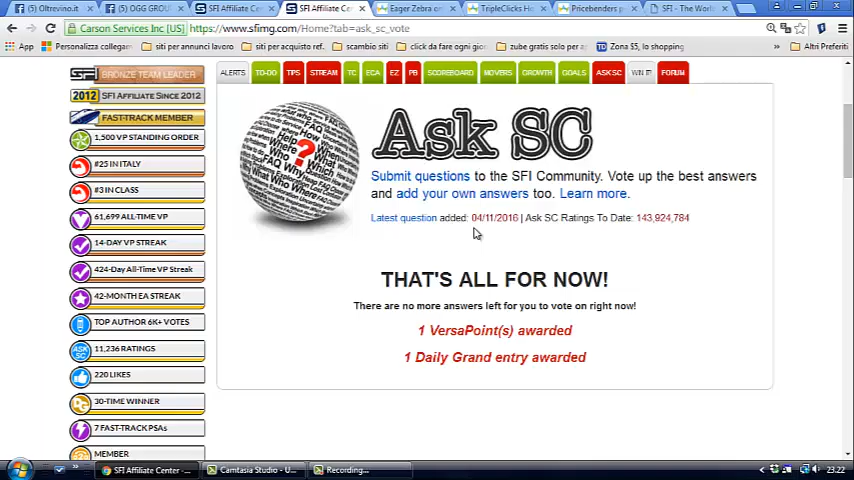 Oltrevino.it
(5) OGG GROU
SFI Affiliate C
SFI Affiliate Ce
Eager Zebra on
TripleClicks Ho
Pricebenders p
SFI - The World
Carson Services Inc [US]
https://www.sfimg.com/Home?tab=ask_sc_vote
App
Personalizza collegam
siti per annunci lavoro
siti per acquisto ref.
scambio siti
click da fare ogni gior
zube gratis solo per
Zona $5, lo shopping
Altri Preferiti
SFI BRONZE TEAM LEADER
ALERTS
TO-DO
TIPS
STREAM
TC
ECA
EZ
PB
SCOREBOARD
MOVERS
GROWTH
GOALS
ASK SC
WIN IT!
FORUM
2012 SFI AFFILIATE SINCE 2012
FAST-TRACK MEMBER
1,500 VP STANDING ORDER
#25 IN ITALY
#3 IN CLASS
61,699 ALL-TIME VP
14-DAY VP STREAK
424-Day All-Time VP Streak
42-MONTH EA STREAK
TOP AUTHOR 6K+ VOTES
ASK SC
11,236 RATINGS
220 LIKES
DG
30-TIME WINNER
7 FAST-TRACK PSAs
MEMBER
Ask SC
Submit questions to the SFI Community. Vote up the best answers
and add your own answers too. Learn more.
Latest question added: 04/11/2016 | Ask SC Ratings To Date: 143,924,784
THAT'S ALL FOR NOW!
There are no more answers left for you to vote on right now!
1 VersaPoint(s) awarded
1 Daily Grand entry awarded
SFI Affiliate Center -...
Camtasia Studio - U...
Recording...
23.22